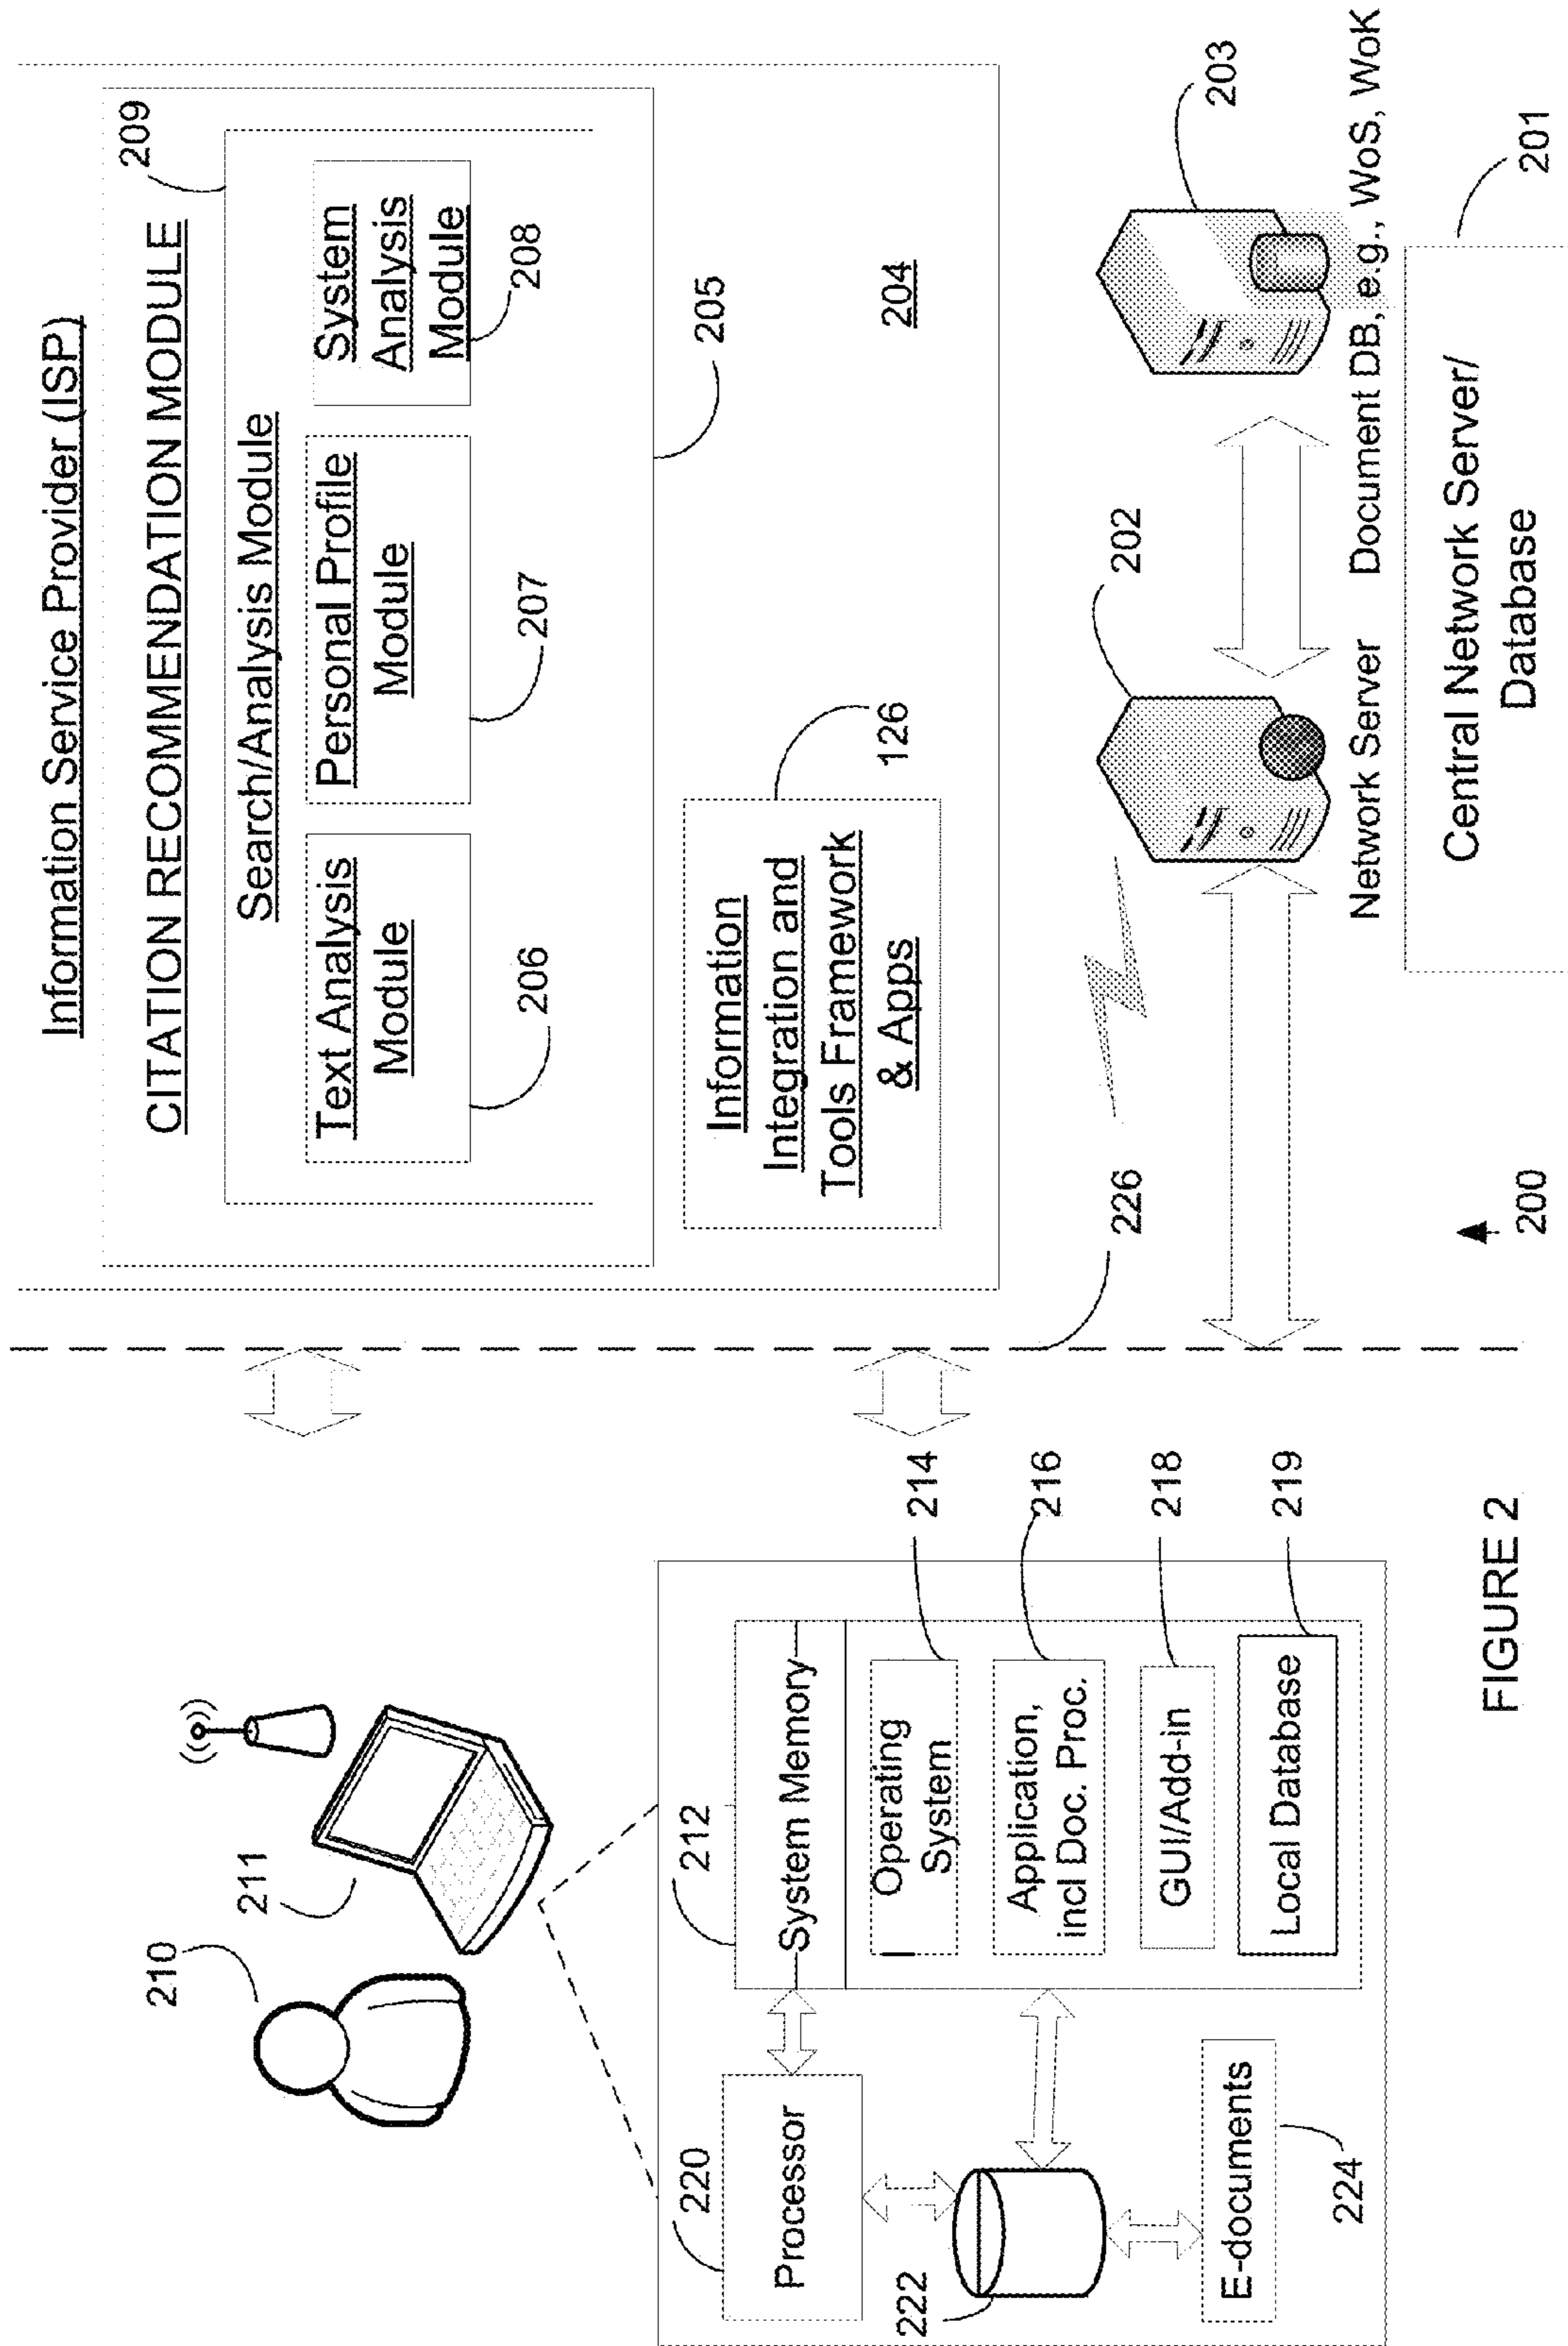 210
211
220
Processor
212
System Memory
Operating
System
214
Application,
incl Doc. Proc.
216
GUI/Add-in
218
Local Database
219
222
E-documents
224
FIGURE 2
Information Service Provider (ISP)
CITATION RECOMMENDATION MODULE
209
Search/Analysis Module
Text Analysis
Module
206
Personal Profile
Module
207
System
Analysis
Module
208
205
Information
Integration and
Tools Framework
& Apps
126
204
226
202
203
Network Server
Document DB, e.g., WoS, WoK
Central Network Server/
Database
201
200